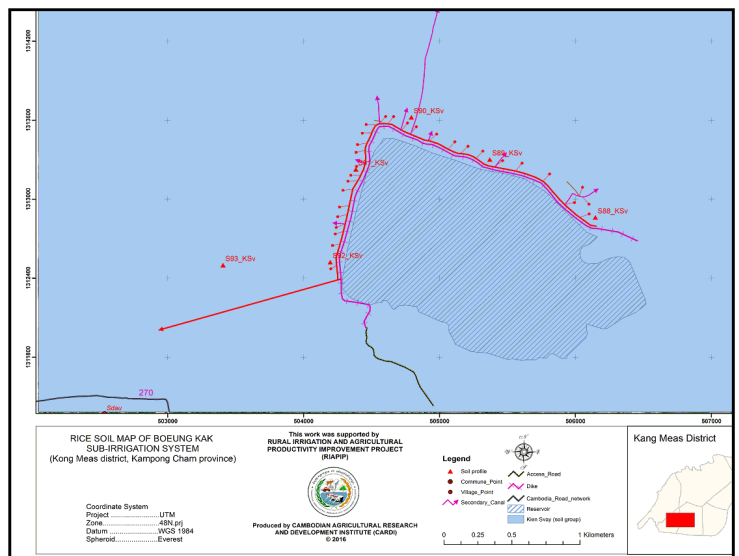 1314200
1313600
1313000
1312400
1311800
S90_KSv
S89_KSv
S91_KSv
S88_KSv
S93_KSv
S92_KSv
270
Sdau
503000
504000
505000
506000
507000
RICE SOIL MAP OF BOEUNG KAK
SUB-IRRIGATION SYSTEM
(Kong Meas district, Kampong Cham province)
Coordinate System
Project ........................UTM
Zone........................48N.prj
Datum ..................WGS 1984
Spheroid................Everest
This work was supported by
RURAL IRRIGATION AND AGRICULTURAL
PRODUCTIVITY IMPROVEMENT PROJECT
(RIAPIP)
Produced by CAMBODIAN AGRICULTURAL RESEARCH
AND DEVELOPMENT INSTITUTE (CARDI)
© 2016
Legend
Soil profile
Commune_Point
Village_Point
Secondary_Canal
Access_Road
Dike
Cambodia_Road_network
Reservoir
Kien Svay (soil group)
0 0.25 0.5 1 Kilometers
Kang Meas District